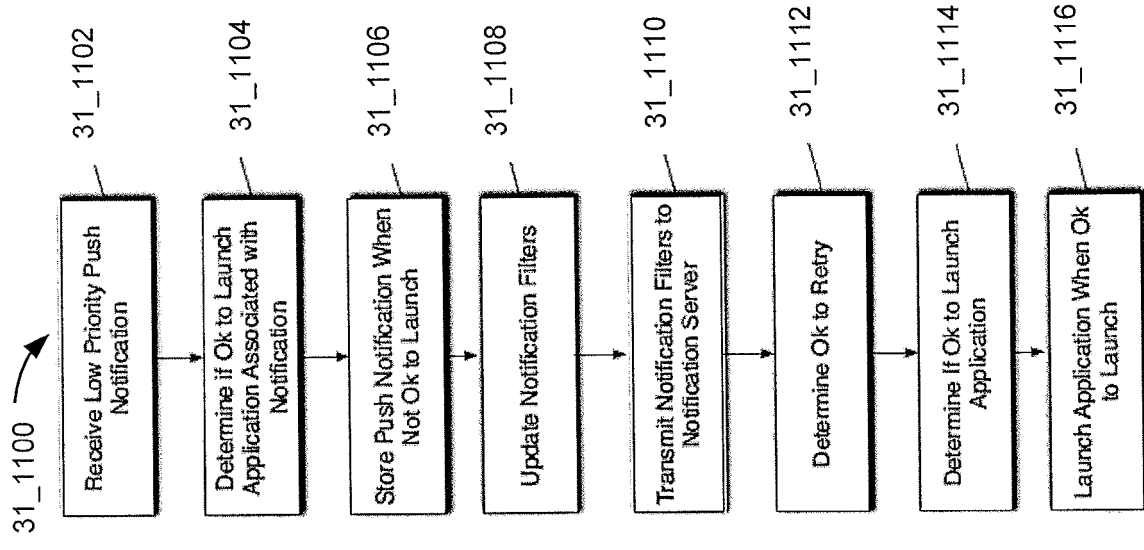 31_1100
Receive Low Priority Push
Notification
31_1102
Determine if Ok to Launch
Application Associated with
Notification
31_1104
Store Push Notification When
Not Ok to Launch
31_1106
Update Notification Filters
31_1108
Transmit Notification Filters to
Notification Server
31_1110
Determine Ok to Retry
31_1112
Determine If Ok to Launch
Application
31_1114
Launch Application When Ok
to Launch
31_1116